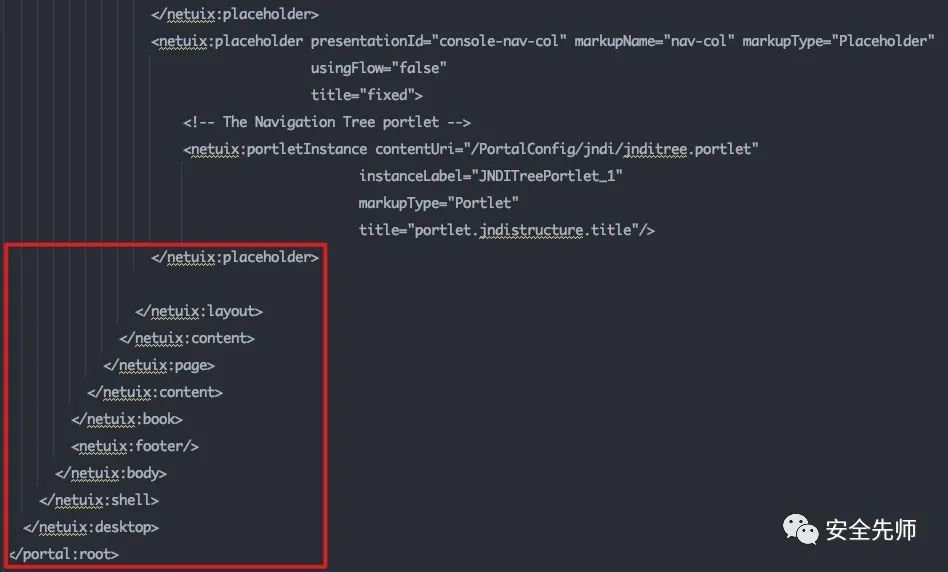 </netuix:placeholder>
<netuix:placeholder presentationId="console-nav-col" markupName="nav-col" markupType="Placeholder"
usingFlow="false"
title="fixed">
<!-- The Navigation Tree portlet -->
<netuix:portletInstance contentUri="/PortalConfig/jndi/jnditree.portlet"
instanceLabel="JNDITreePortlet_1"
markupType="Portlet"
title="portlet.jndistructure.title"/>
</netuix:placeholder>
</netuix:layout>
</netuix:content>
</netuix:page>
</netuix:content>
</netuix:book>
<netuix:footer/>
</netuix:body>
</netuix:shell>
</netuix:desktop>
</portal:root>
安全先师